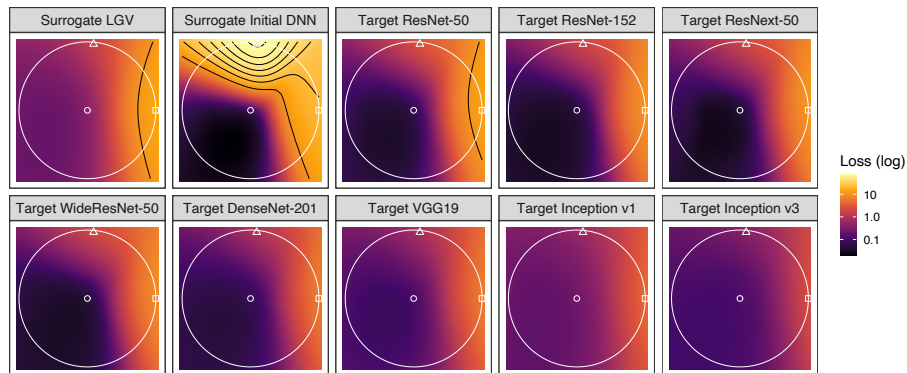 Surrogate LGV
Surrogate Initial DNN
Target ResNet-50
Target ResNet-152
Target ResNext-50
Loss (log)
10
1.0
0.1
Target WideResNet-50
Target DenseNet-201
Target VGG19
Target Inception v1
Target Inception v3